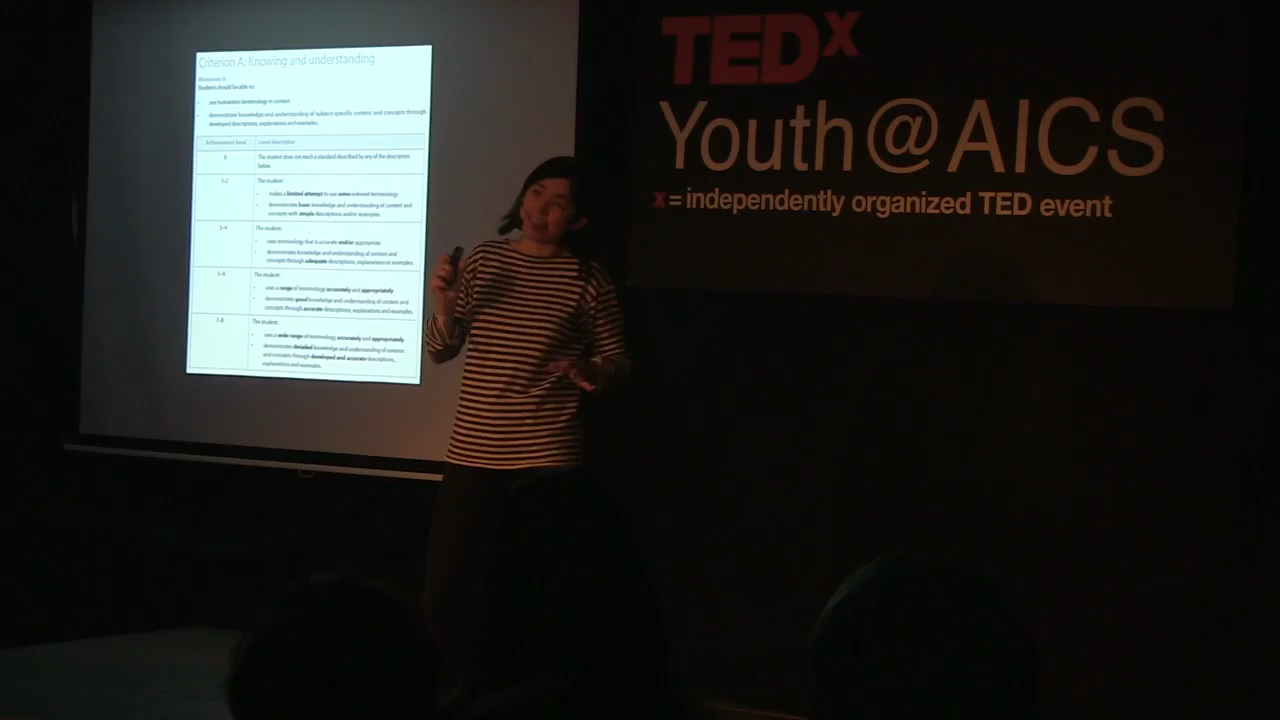 Criterion A: Knowing and understanding
Maximum: 8
Students should be able to:
use humanities terminology in context
demonstrate knowledge and understanding of subject-specific content and concepts through
developed descriptions, explanations and examples.
Achievement level Level descriptor
0 The student does not reach a standard described by any of the descriptors
below.
1–2 The student:
makes a limited attempt to use some relevant terminology
demonstrates basic knowledge and understanding of content and
concepts with simple descriptions and/or examples.
3–4 The student:
uses terminology that is accurate and/or appropriate
demonstrates knowledge and understanding of content and
concepts through adequate descriptions, explanations or examples.
5–6 The student:
uses a range of terminology accurately and appropriately
demonstrates good knowledge and understanding of content and
concepts through accurate descriptions, explanations and examples.
7–8 The student:
uses a wide range of terminology accurately and appropriately
demonstrates detailed knowledge and understanding of content
and concepts through developed and accurate descriptions,
explanations and examples.
TEDx
Youth@AICS
x = independently organized TED event